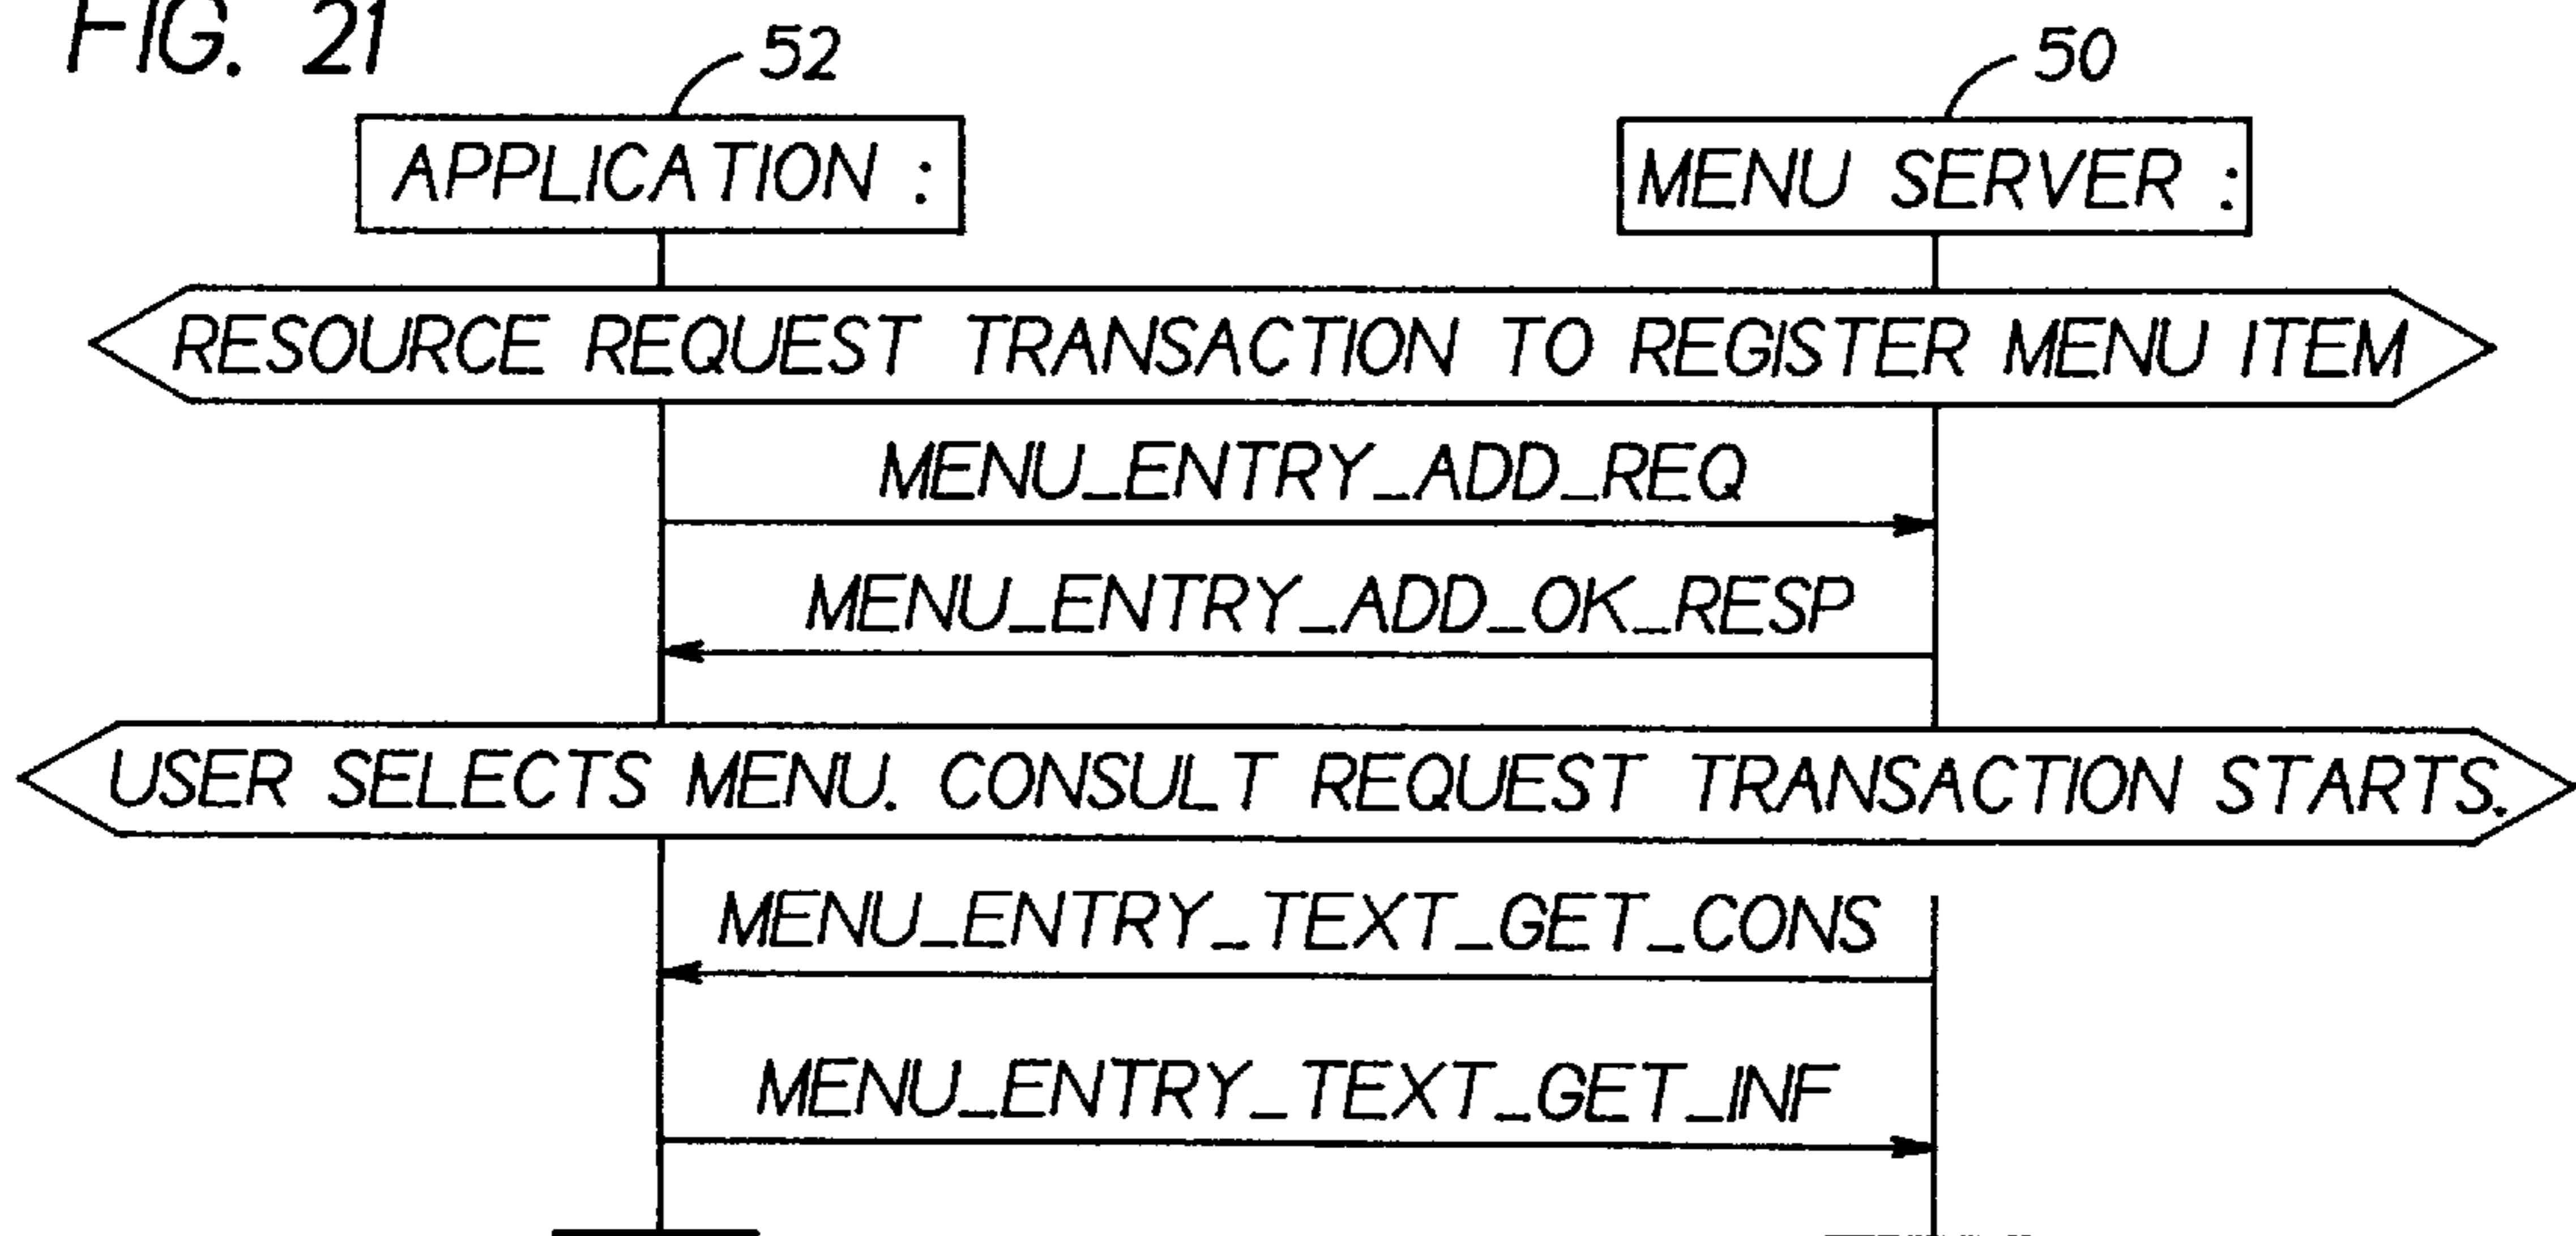 FIG. 21
52
50
APPLICATION :
MENU SERVER :
RESOURCE REQUEST TRANSACTION TO REGISTER MENU ITEM
MENU_ENTRY_ADD_REQ
MENU_ENTRY_ADD_OK_RESP
USER SELECTS MENU. CONSULT REQUEST TRANSACTION STARTS.
MENU_ENTRY_TEXT_GET_CONS
MENU_ENTRY_TEXT_GET_INF